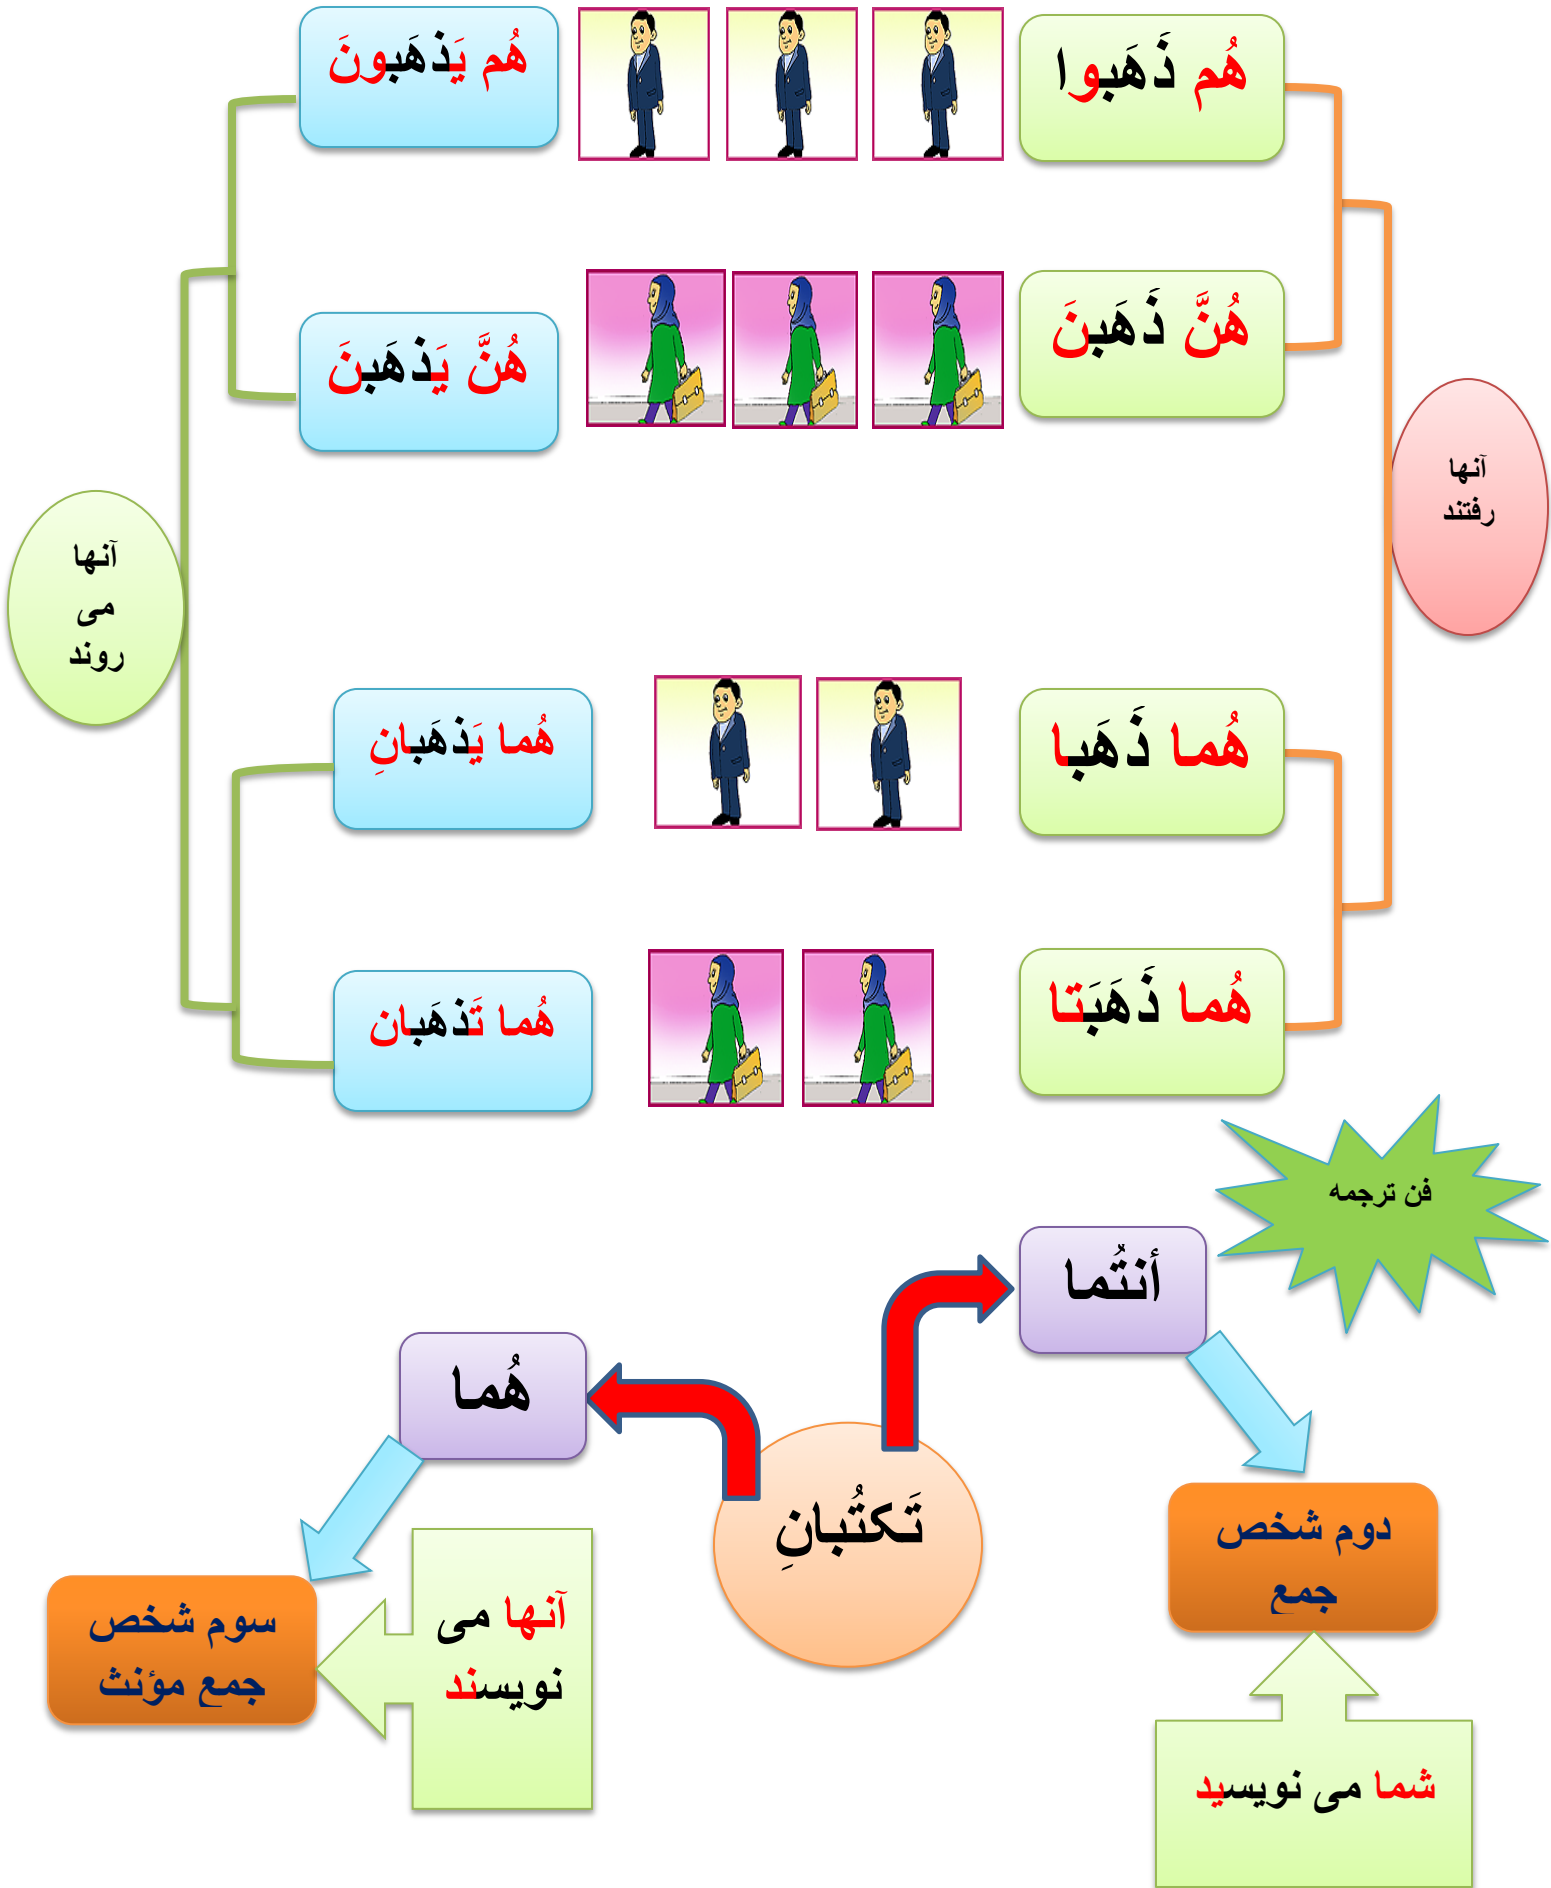 هُم ذَهَبوا
هُم يَذهَبونَ
هُنَّ ذَهَبنَ
هُنَّ يَذهَبنَ
آنها
رفتند
آنها
می
روند
هُما ذَهَبا
هُما يَذهَبانِ
هُما ذَهَبَتا
هُما تَذهَبان
فن ترجمه
أنتُما
هُما
تَكتُبانِ
دوم شخص
جمع
آنها می
نویسند
سوم شخص
جمع مؤنث
شما می نویسید